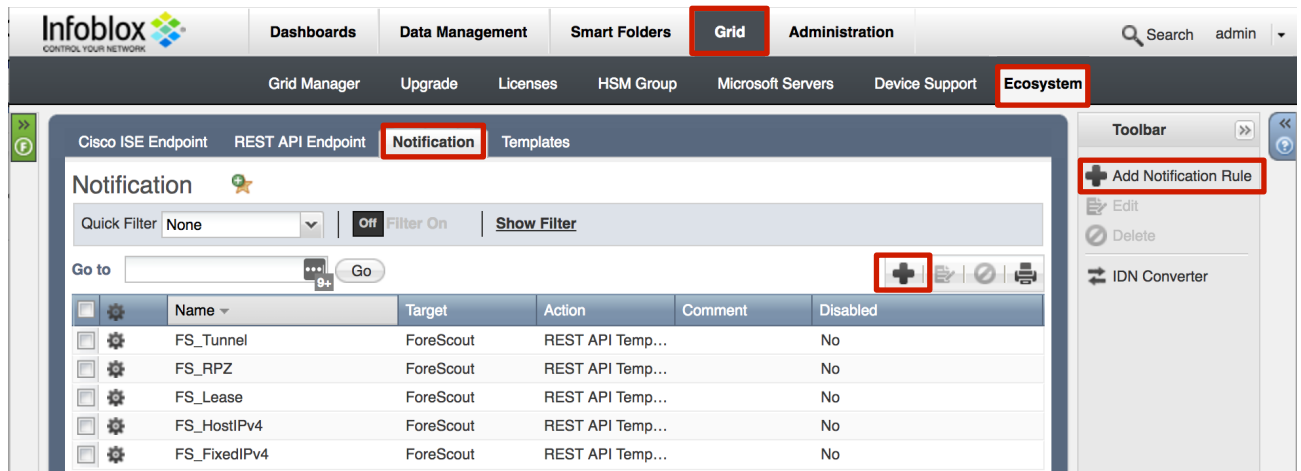 Infoblox
CONTROL YOUR NETWORK
Dashboards Data Management Smart Folders Grid Administration Search admin
Grid Manager Upgrade Licenses HSM Group Microsoft Servers Device Support Ecosystem
Cisco ISE Endpoint REST API Endpoint Notification Templates
Toolbar
F
?
Notification
Add Notification Rule
Quick Filter None Off Filter On Show Filter
Edit
Delete
Go to 9+ Go
IDN Converter
Name Target Action Comment Disabled
FS_Tunnel ForeScout REST API Temp... No
FS_RPZ ForeScout REST API Temp... No
FS_Lease ForeScout REST API Temp... No
FS_HostIPv4 ForeScout REST API Temp... No
FS_FixedIPv4 ForeScout REST API Temp... No